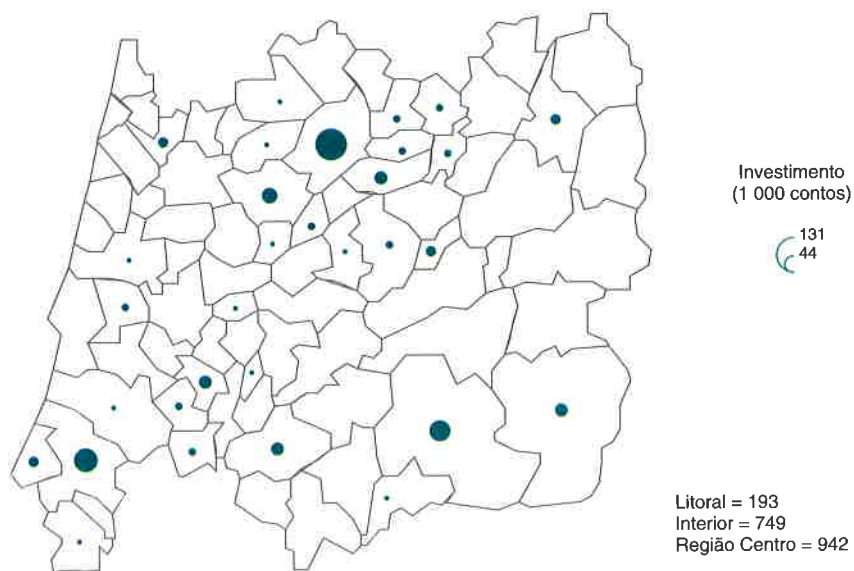 Investimento
(1 000 contos)
131
44
Litoral = 193
Interior = 749
Região Centro = 942